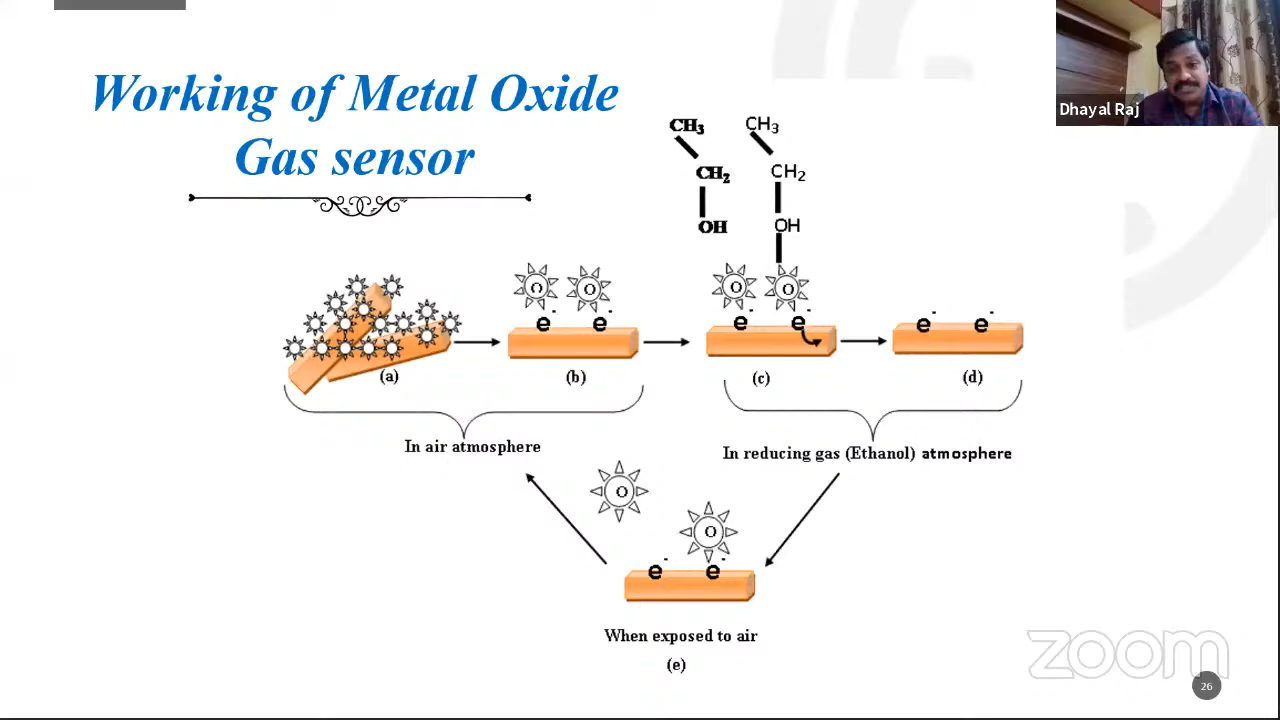 Working of Metal Oxide
Gas sensor
Dhayal Raj
CH3 CH3
CH2 CH2
OH OH
O O O O
e- e- e- e- e- e-
(a) (b) (c) (d)
In air atmosphere
In reducing gas (Ethanol) atmosphere
O
O
e- e-
When exposed to air
(e)
zoom
26